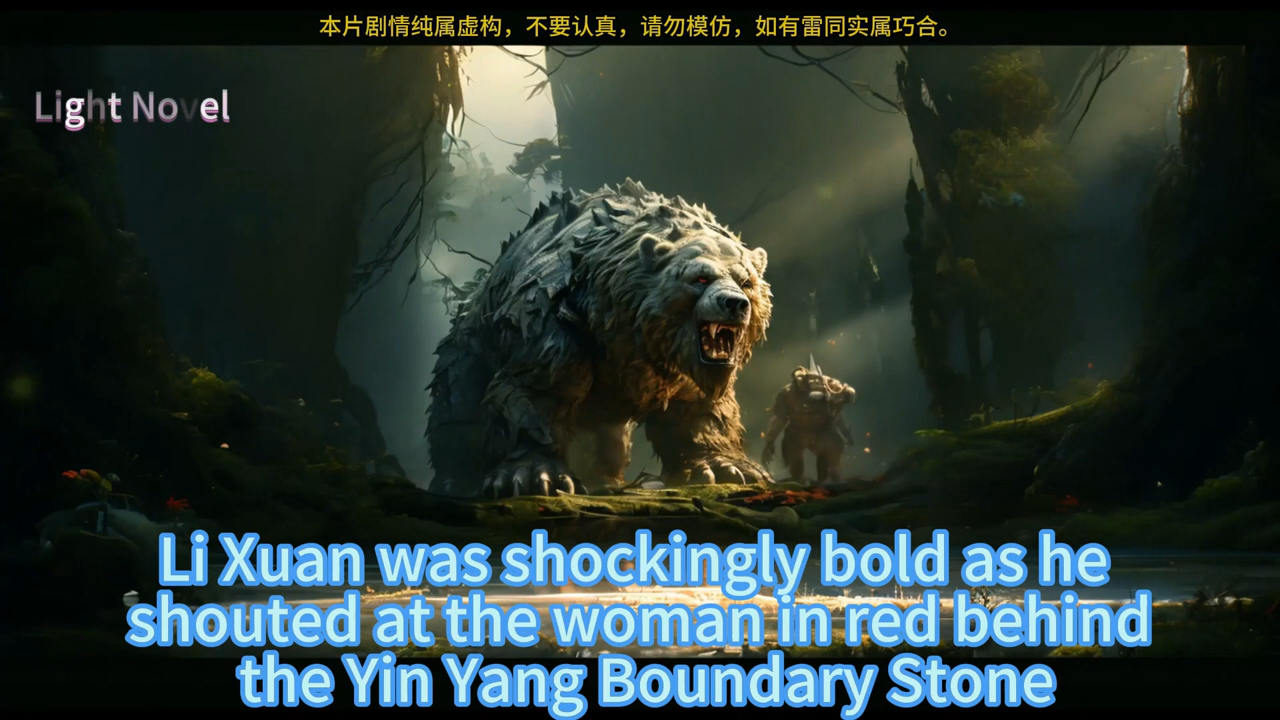 本片剧情纯属虚构，不要认真，请勿模仿，如有雷同实属巧合。
Light Novel
Li Xuan was shockingly bold as he
shouted at the woman in red behind
the Yin Yang Boundary Stone